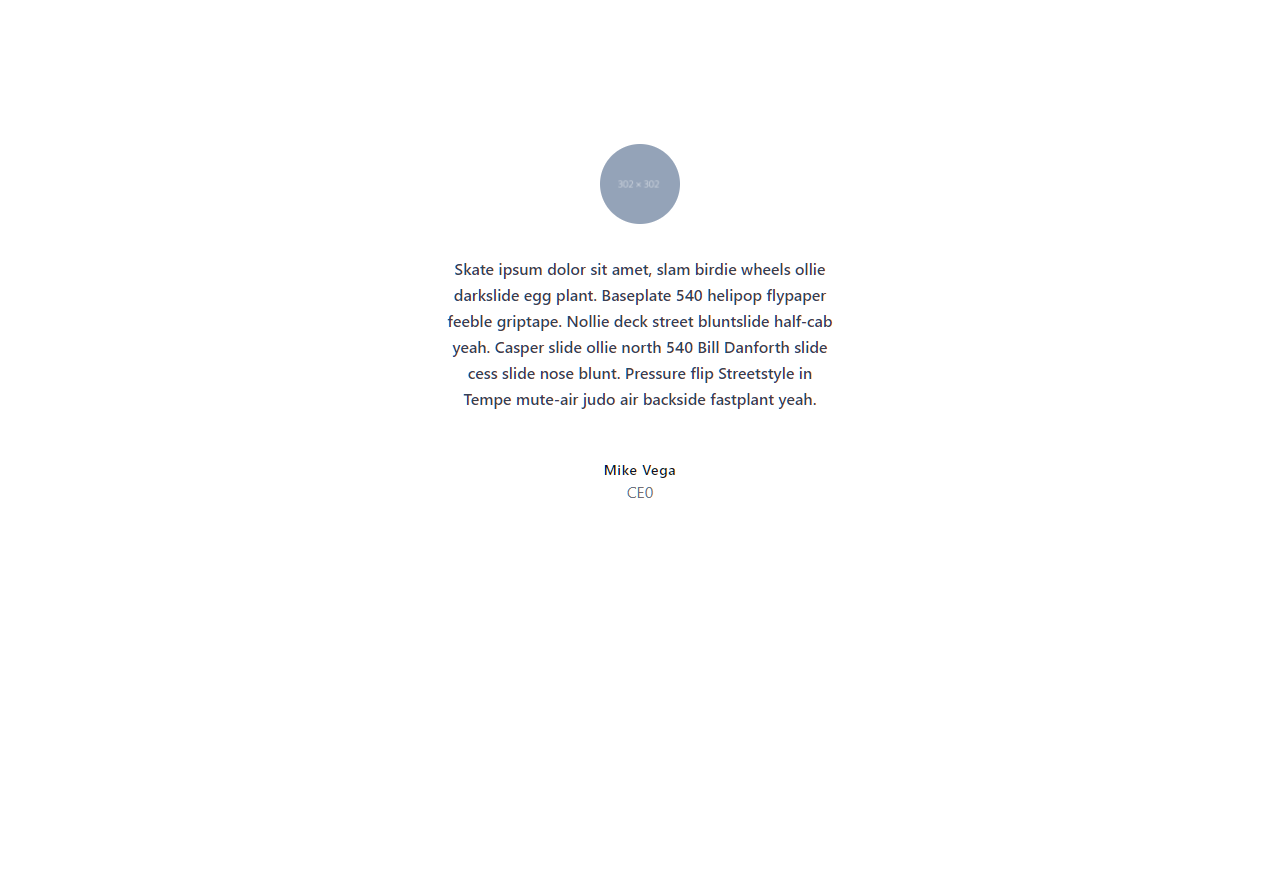 302 × 302
Skate ipsum dolor sit amet, slam birdie wheels ollie
darkslide egg plant. Baseplate 540 helipop flypaper
feeble griptape. Nollie deck street bluntslide half-cab
yeah. Casper slide ollie north 540 Bill Danforth slide
cess slide nose blunt. Pressure flip Streetstyle in
Tempe mute-air judo air backside fastplant yeah.
Mike Vega
CE0